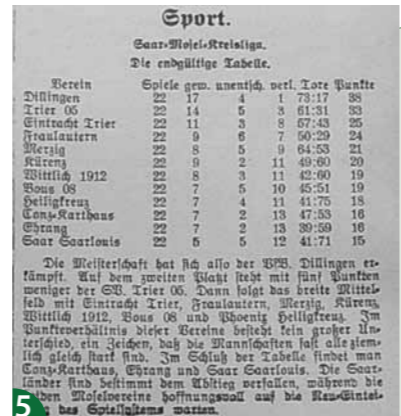 Sport.
Saar-Mosel-Kreisliga.
Die endgültige Tabelle.
Verein Spiele gew. unentsch. verl. Tore Punkte
Dillingen 22 17 4 1 73:17 38
Trier 05 22 14 5 3 61:31 33
Eintracht Trier 22 11 3 8 57:43 25
Fraulautern 22 9 6 7 50:29 24
Merzig 22 8 5 9 64:53 21
Kürenz 22 9 2 11 49:60 20
Wittlich 1912 22 8 3 11 42:60 19
Bous 08 22 7 5 10 45:51 19
Heiligkreuz 22 7 4 11 41:75 18
Conz-Karthaus 22 7 2 13 47:53 16
Ehrang 22 7 2 13 39:59 16
Saar Saarlouis 22 5 5 12 41:71 15
Die Meisterschaft hat sich also der VfB. Dillingen er-
kämpft. Auf dem zweiten Platz steht mit fünf Punkten
weniger der SV. Trier 05. Dann folgt das breite Mittel-
feld mit Eintracht Trier, Fraulautern, Merzig, Kürenz,
Wittlich 1912, Bous 08 und Phoenix Heiligkreuz. Im
Punkteverhältnis dieser Vereine besteht kein großer Un-
terschied, ein Zeichen, daß die Mannschaften fast alle ziem-
lich gleich stark sind. Im Schluß der Tabelle findet man
Conz-Karthaus, Ehrang und Saar Saarlouis. Die Saar-
länder sind bestimmt dem Abstieg verfallen, während die
beiden Moselvereine hoffnungsvoll auf die Neu-Eintei-
des Spielsystems warten.
5